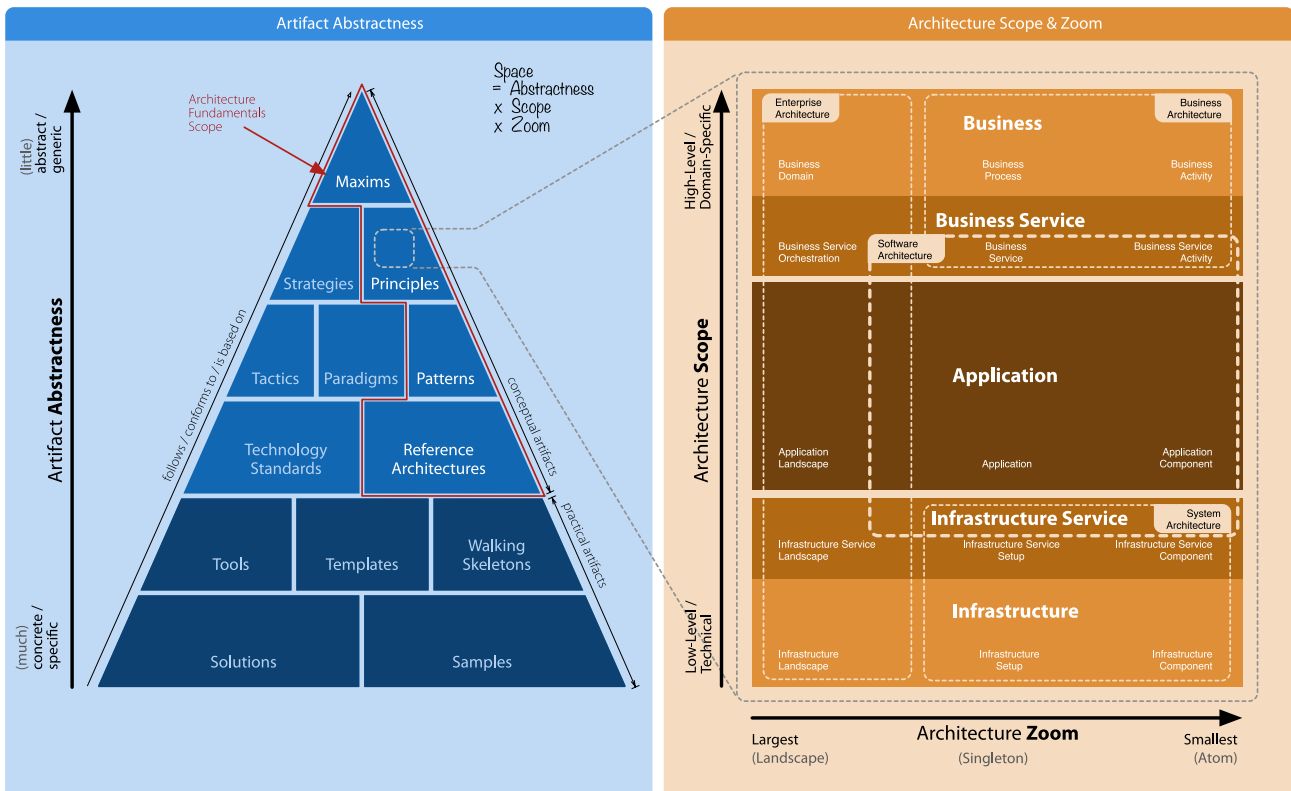 Artifact Abstractness
Space
= Abstractness
x Scope
x Zoom
Architecture
Fundamentals
Scope
(little)
abstract /
generic
Artifact Abstractness
(much)
concrete /
specific
follows / conforms to / is based on
conceptual artifacts
practical artifacts
Maxims
Strategies
Principles
Tactics
Paradigms
Patterns
Technology
Standards
Reference
Architectures
Tools
Templates
Walking
Skeletons
Solutions
Samples
Architecture Scope & Zoom
High-Level /
Domain-Specific
Architecture Scope
Low-Level /
Technical
Enterprise
Architecture
Business
Business
Architecture
Business
Domain
Business
Process
Business
Activity
Business Service
Business Service
Orchestration
Software
Architecture
Business
Service
Business Service
Activity
Application
Application
Landscape
Application
Application
Component
Infrastructure Service
System
Architecture
Infrastructure Service
Landscape
Infrastructure Service
Setup
Infrastructure Service
Component
Infrastructure
Infrastructure
Landscape
Infrastructure
Setup
Infrastructure
Component
Architecture Zoom
Largest
(Landscape)
(Singleton)
Smallest
(Atom)